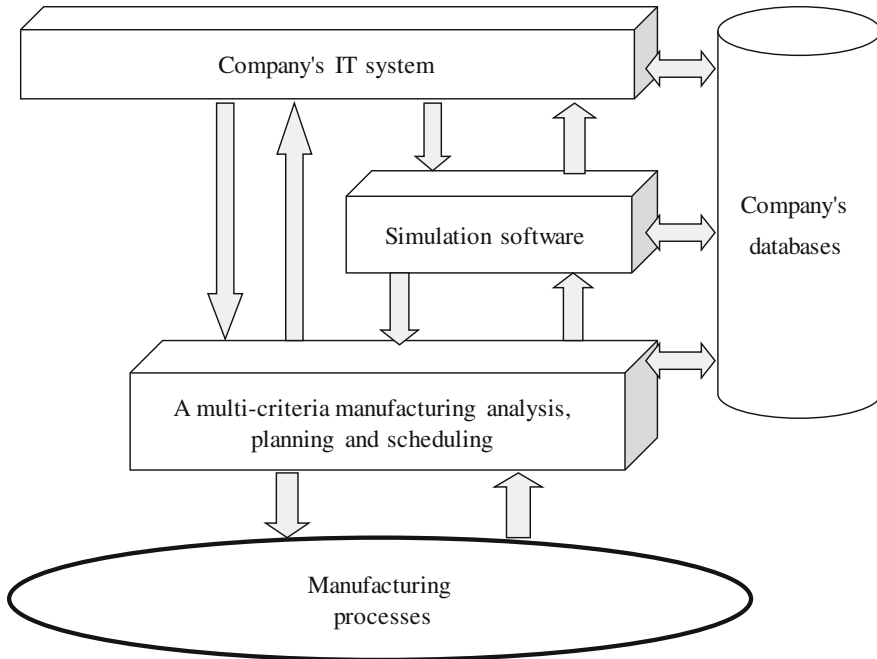 Company's IT system
Simulation software
Company's
databases
A multi-criteria manufacturing analysis,
planning and scheduling
Manufacturing
processes